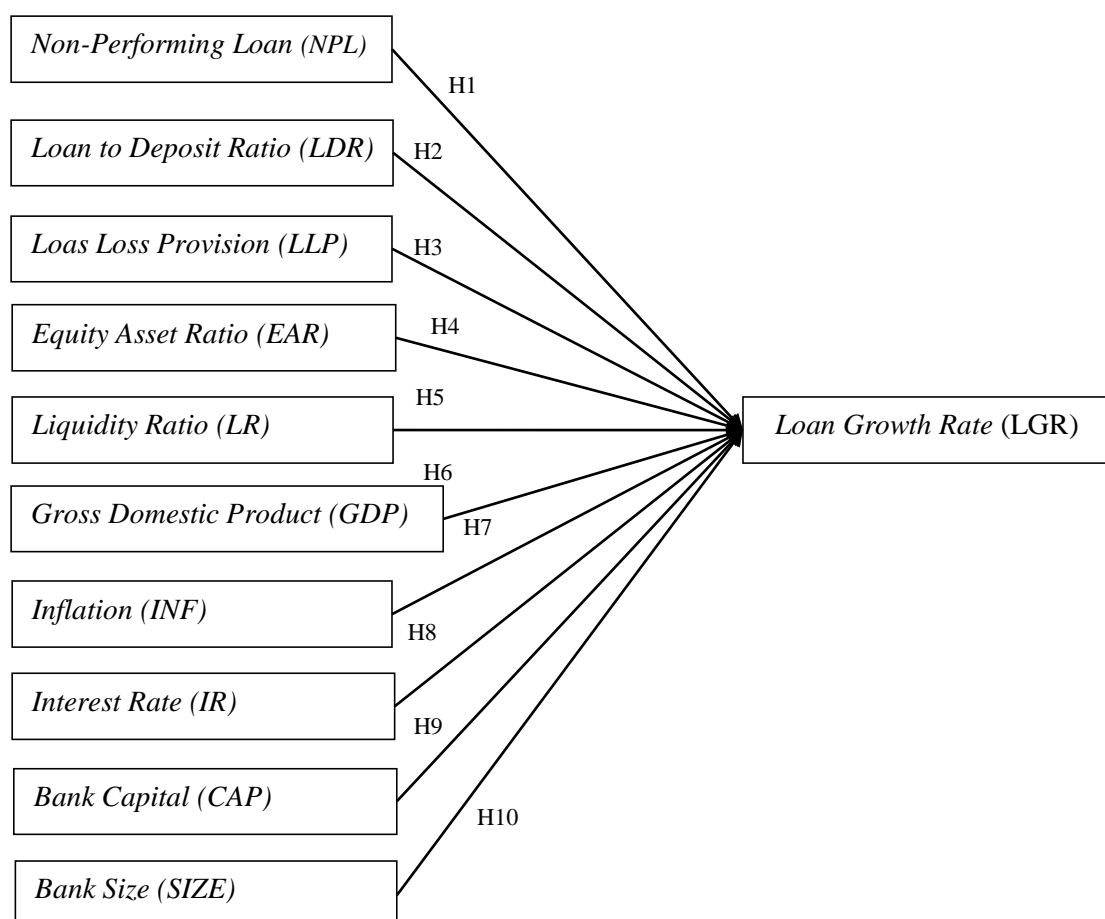 Non-Performing Loan (NPL)
H1
Loan to Deposit Ratio (LDR)
H2
Loas Loss Provision (LLP)
H3
Equity Asset Ratio (EAR)
H4
Liquidity Ratio (LR)
H5
Loan Growth Rate (LGR)
Gross Domestic Product (GDP)
H6
H7
Inflation (INF)
H8
Interest Rate (IR)
H9
Bank Capital (CAP)
H10
Bank Size (SIZE)